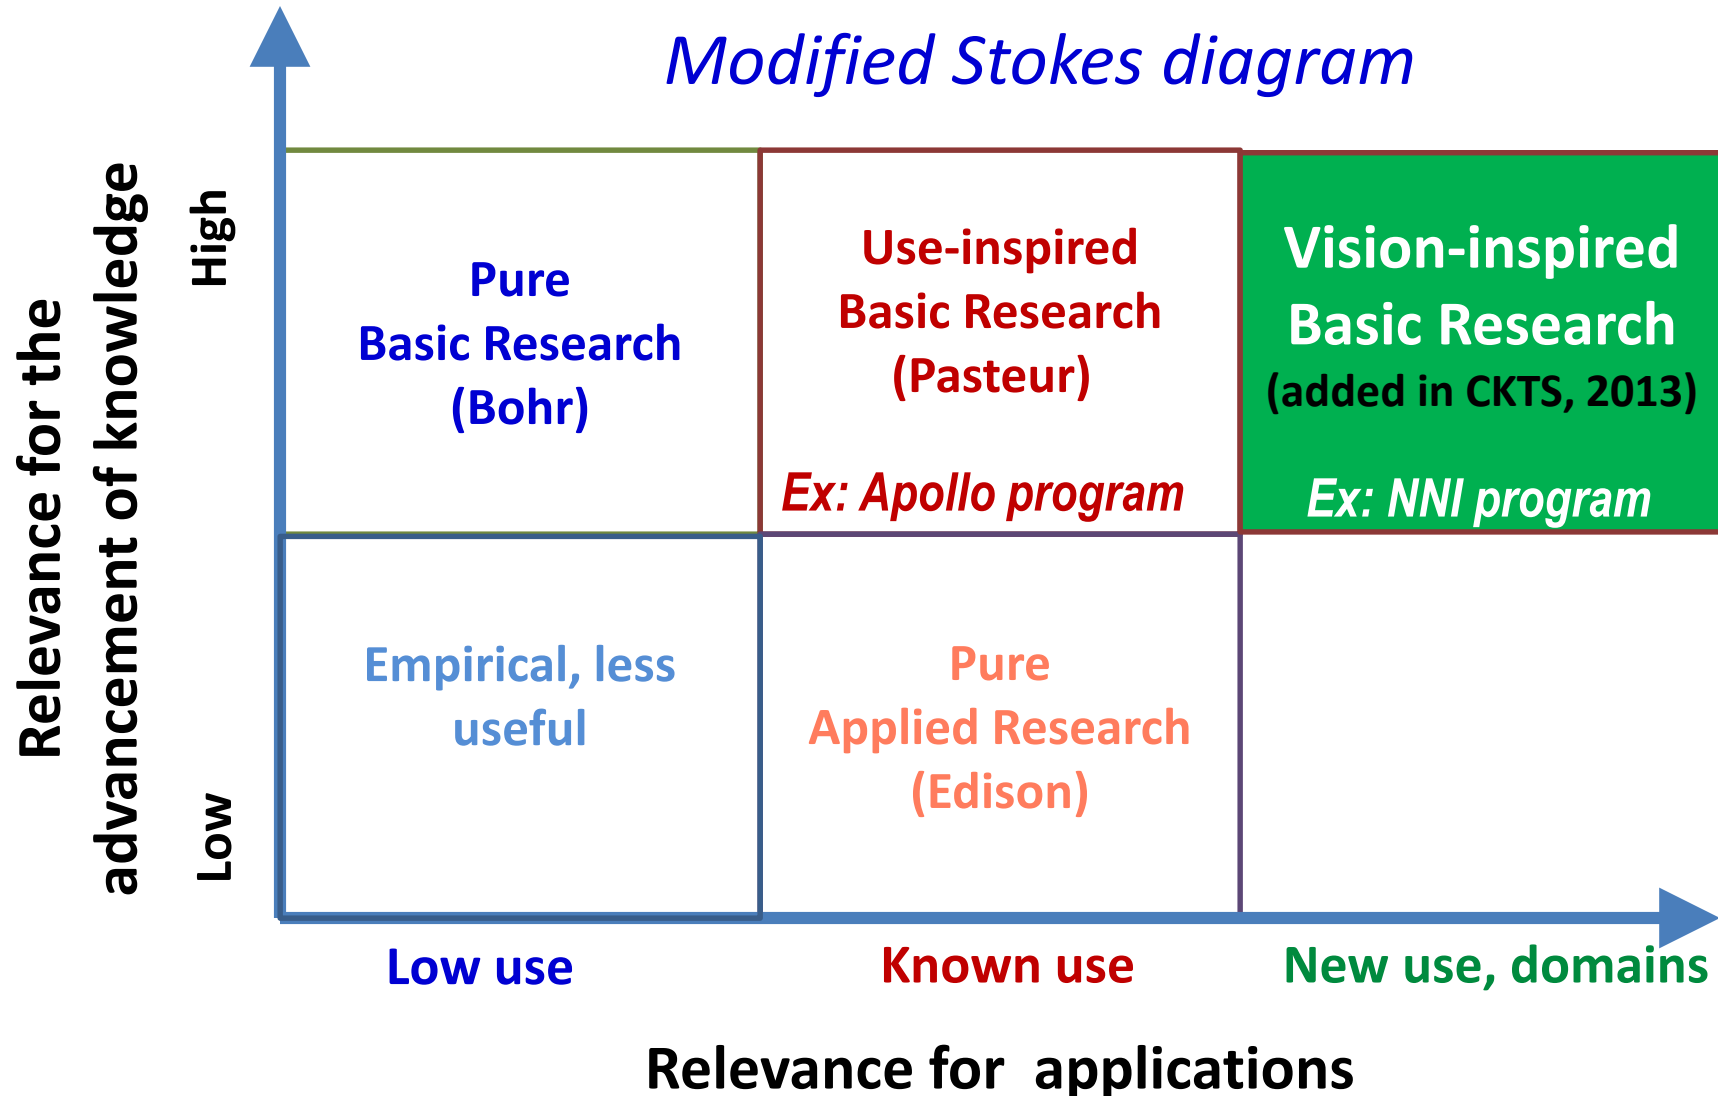 Modified Stokes diagram
Relevance for the
advancement of knowledge
High
Low
Pure
Basic Research
(Bohr)
Use-inspired
Basic Research
(Pasteur)
Ex: Apollo program
Vision-inspired
Basic Research
(added in CKTS, 2013)
Ex: NNI program
Empirical, less
useful
Pure
Applied Research
(Edison)
Low use
Known use
New use, domains
Relevance for applications